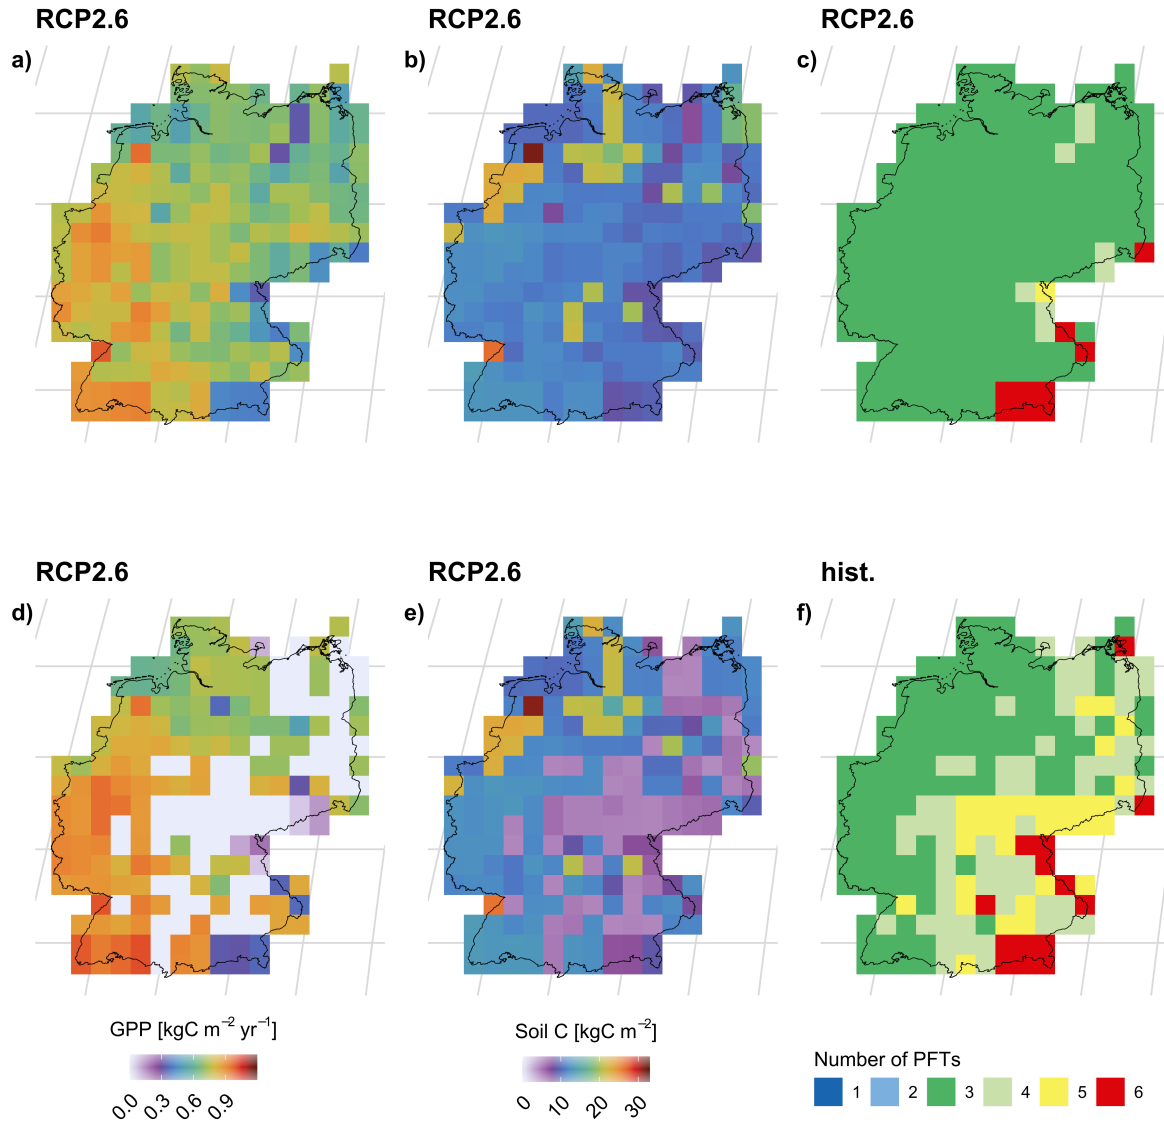 RCP2.6 RCP2.6 RCP2.6
a) b) c)
RCP2.6 RCP2.6 hist.
d) e) f)
GPP [kgC m⁻² yr⁻¹]
0.0 0.3 0.6 0.9
Soil C [kgC m⁻²]
0 10 20 30
Number of PFTs
1 2 3 4 5 6